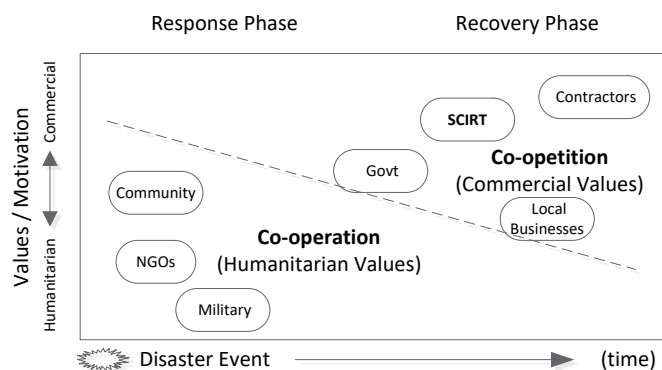 Response Phase
Recovery Phase
Values / Motivation
Commercial
Humanitarian
Contractors
SCIRT
Co-opetition
(Commercial Values)
Govt
Community
Local
Businesses
Co-operation
(Humanitarian Values)
NGOs
Military
Disaster Event
(time)